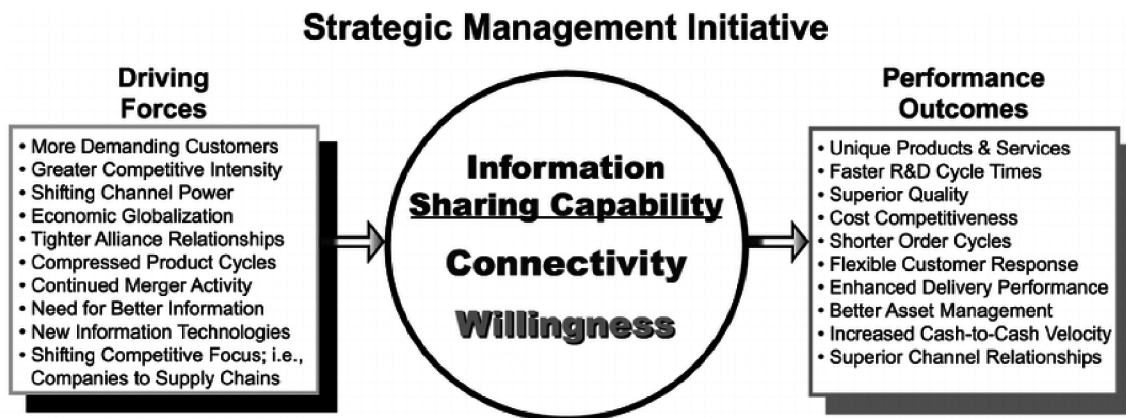 Strategic Management Initiative
Driving
Forces
• More Demanding Customers
• Greater Competitive Intensity
• Shifting Channel Power
• Economic Globalization
• Tighter Alliance Relationships
• Compressed Product Cycles
• Continued Merger Activity
• Need for Better Information
• New Information Technologies
• Shifting Competitive Focus; i.e.,
Companies to Supply Chains
Information
Sharing Capability
Connectivity
Willingness
Performance
Outcomes
• Unique Products & Services
• Faster R&D Cycle Times
• Superior Quality
• Cost Competitiveness
• Shorter Order Cycles
• Flexible Customer Response
• Enhanced Delivery Performance
• Better Asset Management
• Increased Cash-to-Cash Velocity
• Superior Channel Relationships